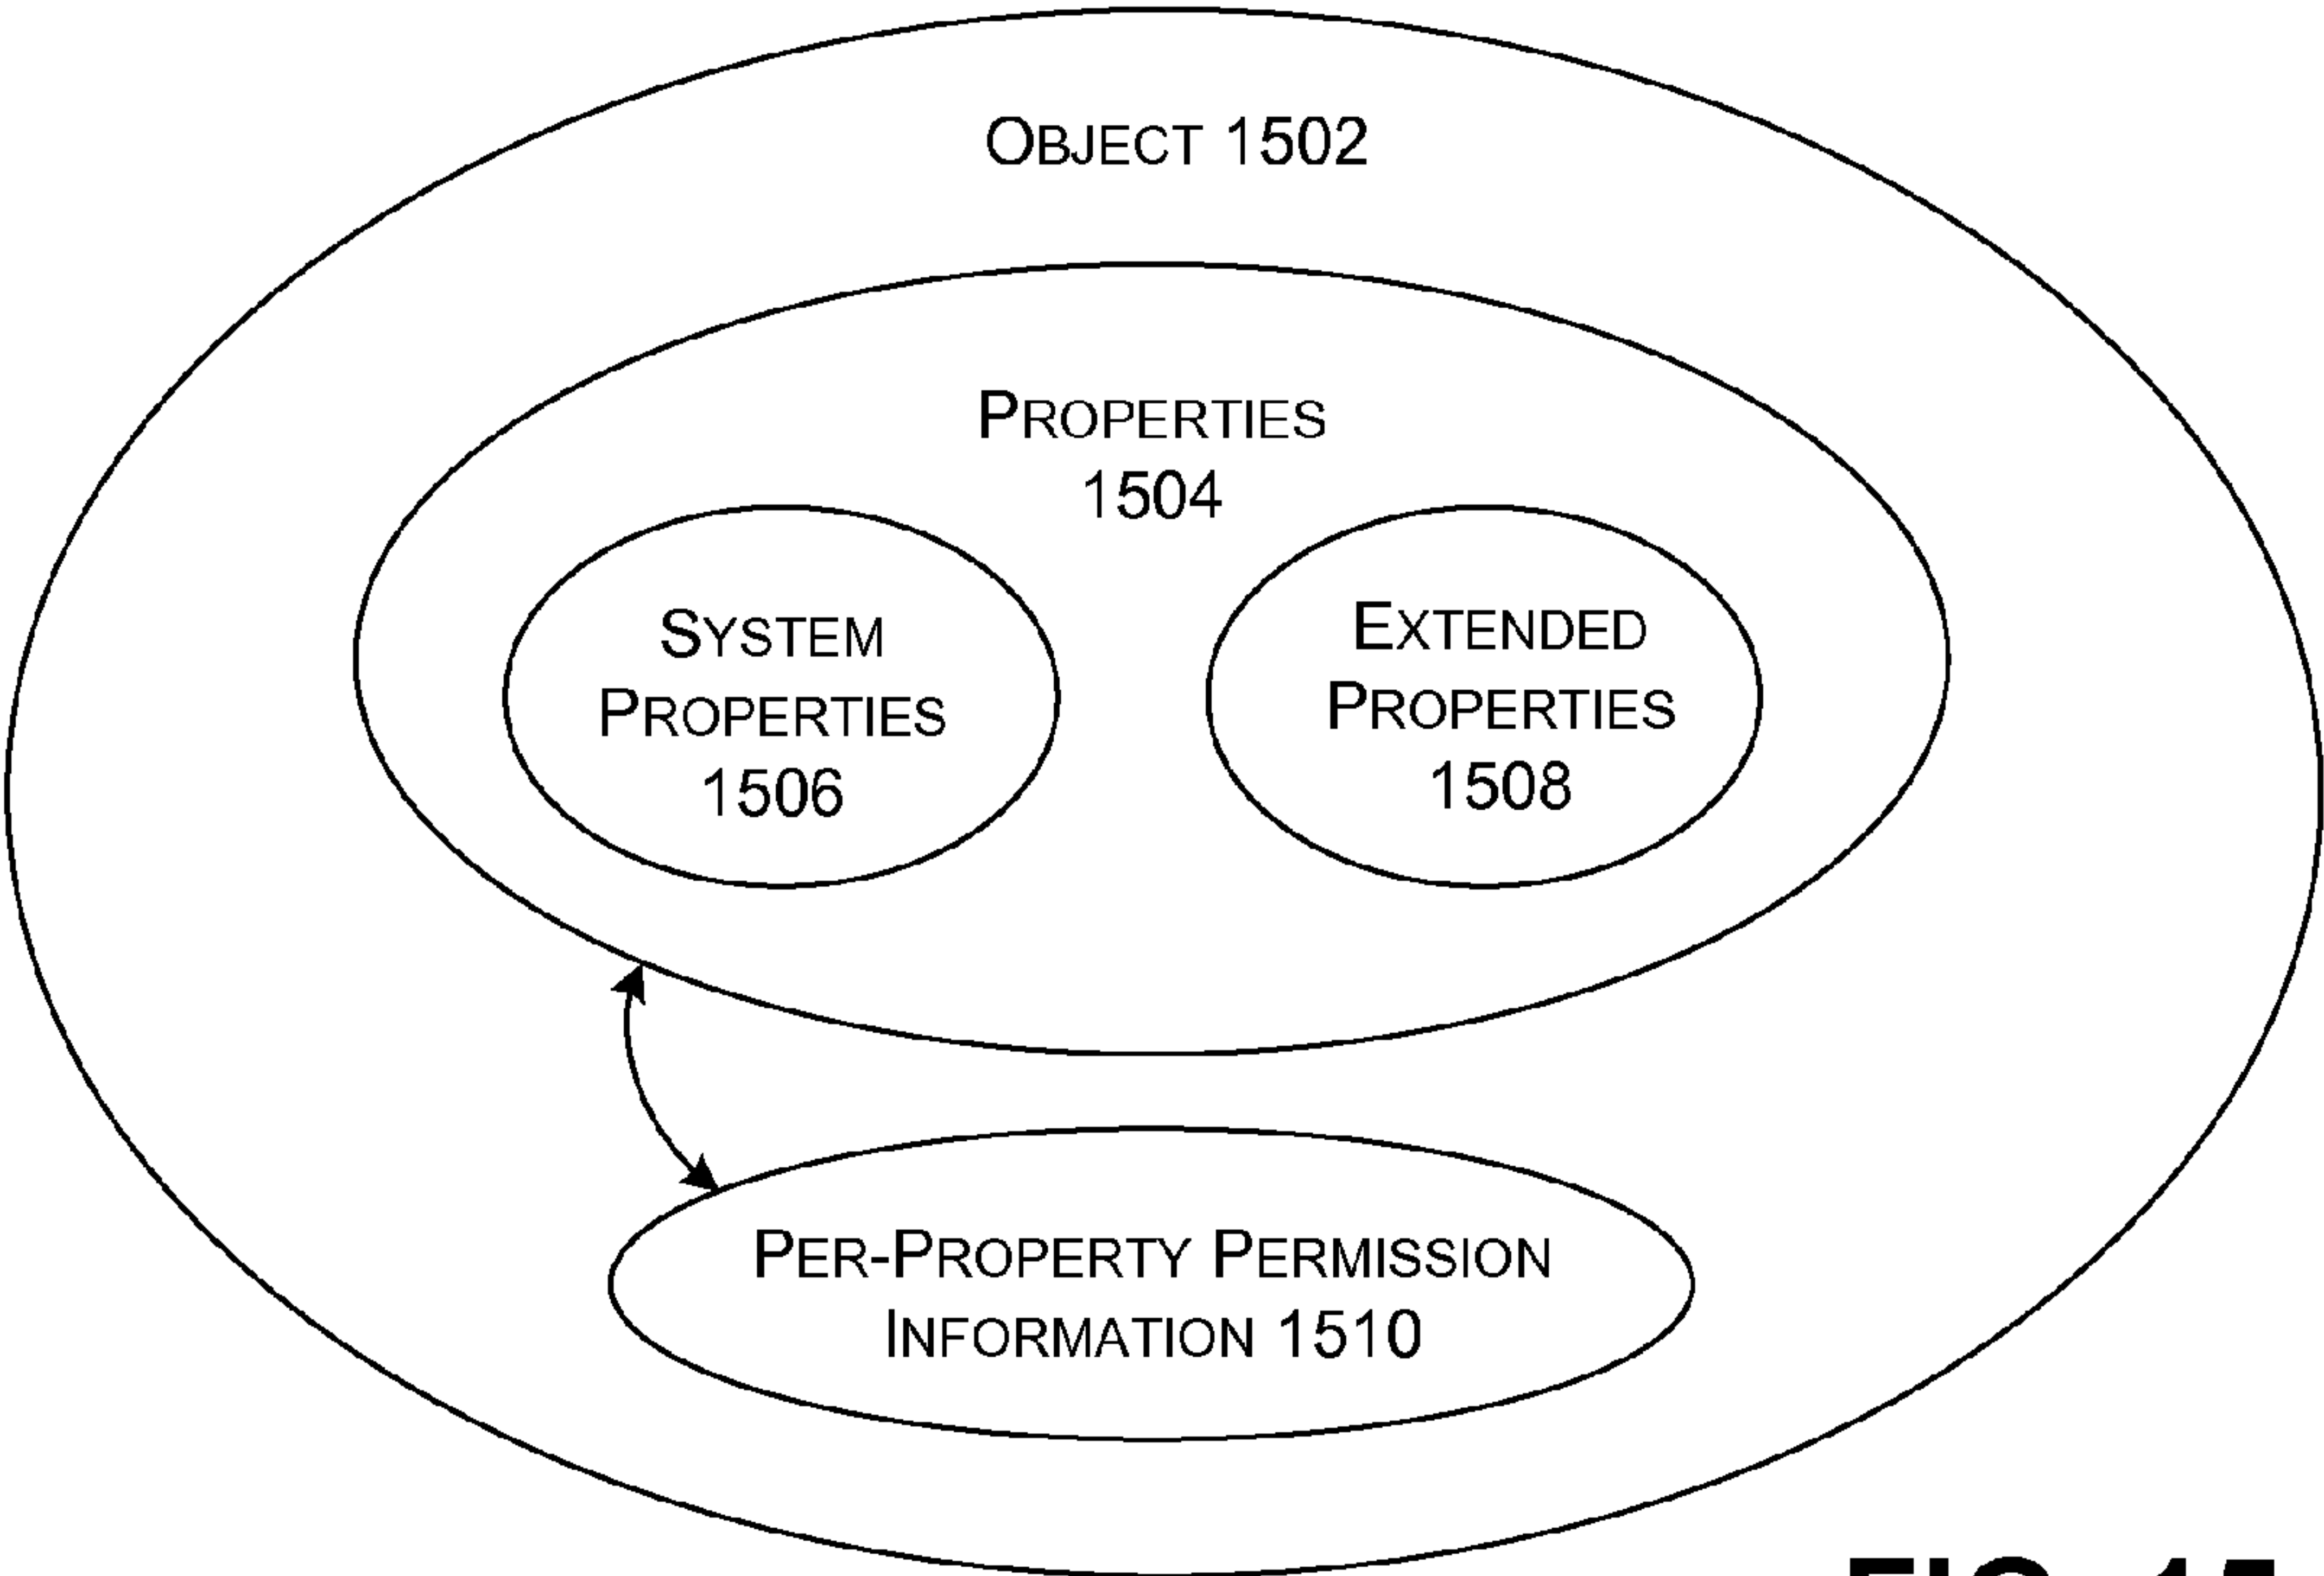 OBJECT 1502
PROPERTIES
1504
SYSTEM
PROPERTIES
1506
EXTENDED
PROPERTIES
1508
PER-PROPERTY PERMISSION
INFORMATION 1510